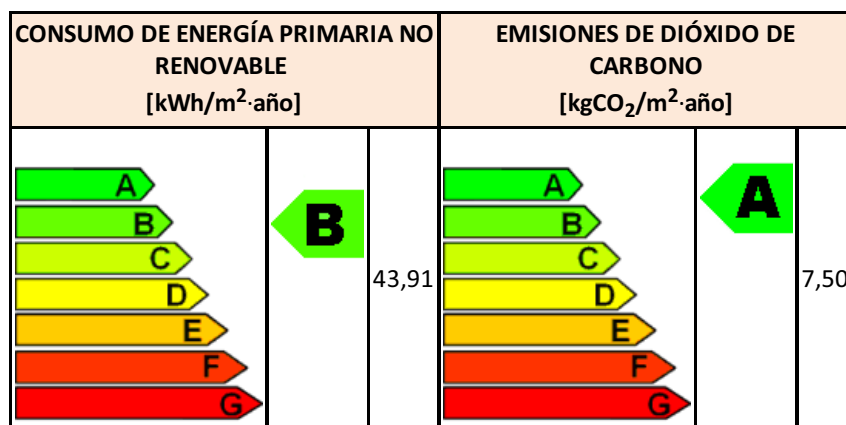 CONSUMO DE ENERGÍA PRIMARIA NO
RENOVABLE
[kWh/m²·año]
EMISIONES DE DIÓXIDO DE
CARBONO
[kgCO₂/m²·año]
A
B
C
D
E
F
G
B
43,91
A
B
C
D
E
F
G
A
7,50